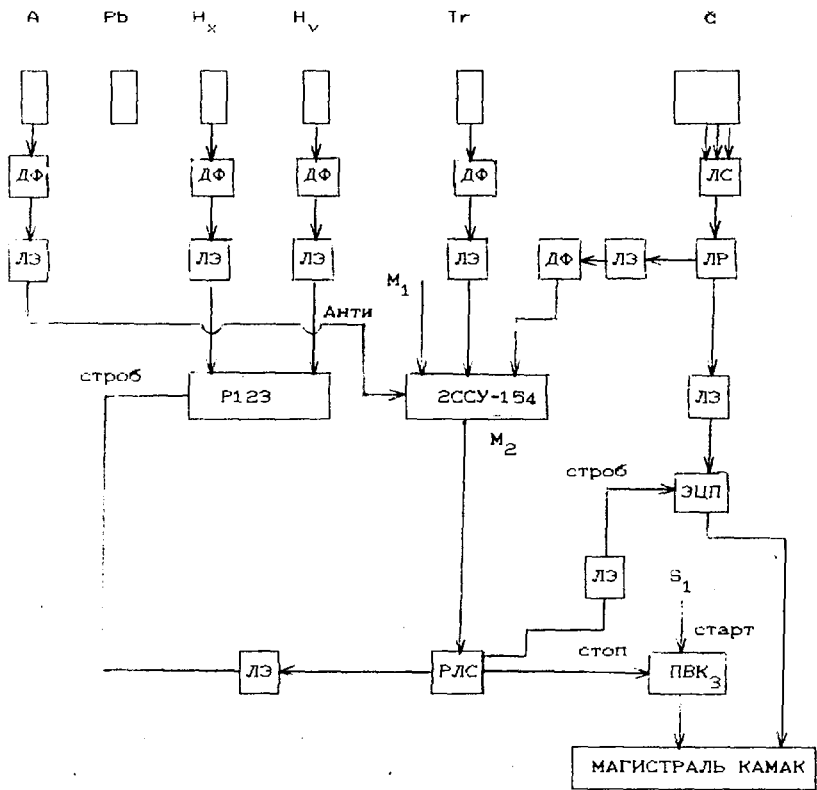 A Pb Hx Hv Tr Č
ДФ ДФ ДФ ДФ ЛС
ЛЭ ЛЭ ЛЭ ЛЭ ДФ ЛЭ ЛР
M1
Анти
строб Р123 2ССУ-154 ЛЭ
M2
строб ЭЦП
ЛЭ S1
старт
стоп
ЛЭ РЛС ПВК3
МАГИСТРАЛЬ КАМАК